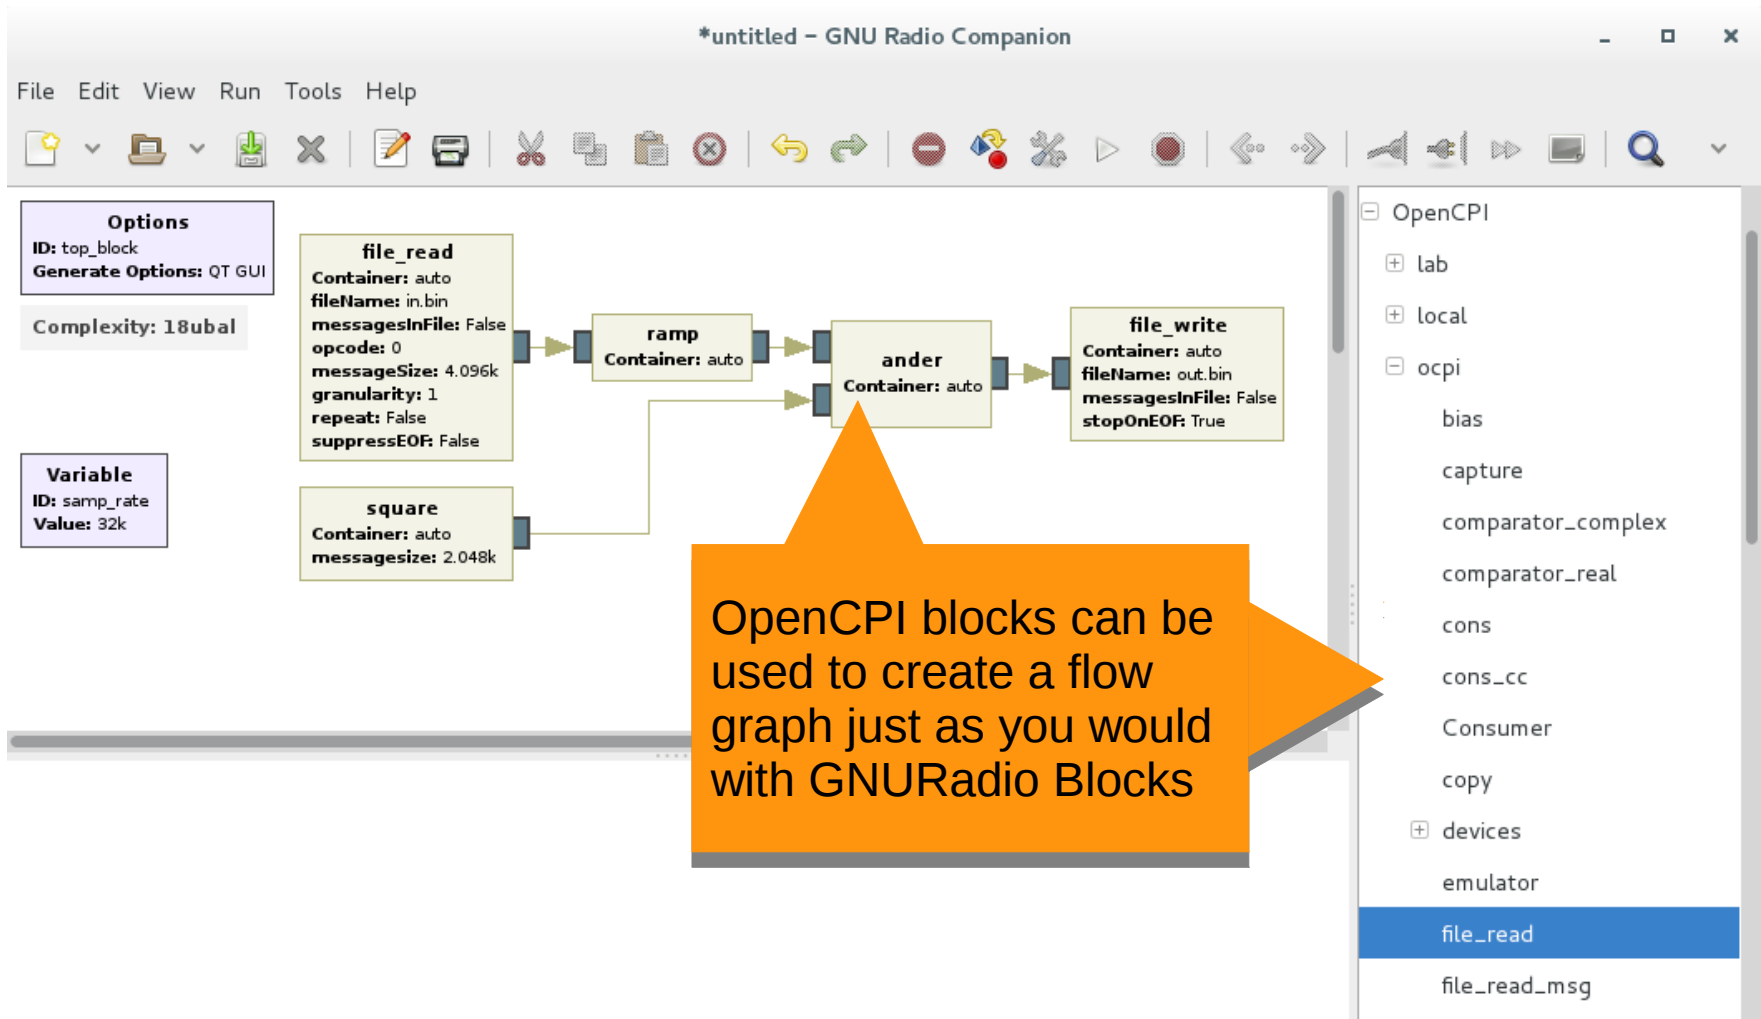 *untitled – GNU Radio Companion
File Edit View Run Tools Help
Options
ID: top_block
Generate Options: QT GUI
Complexity: 18ubal
Variable
ID: samp_rate
Value: 32k
file_read
Container: auto
fileName: in.bin
messagesInFile: False
opcode: 0
messageSize: 4.096k
granularity: 1
repeat: False
suppressEOF: False
square
Container: auto
messagesize: 2.048k
ramp
Container: auto
ander
Container: auto
file_write
Container: auto
fileName: out.bin
messagesInFile: False
stopOnEOF: True
OpenCPI blocks can be
used to create a flow
graph just as you would
with GNURadio Blocks
OpenCPI
lab
local
ocpi
bias
capture
comparator_complex
comparator_real
cons
cons_cc
Consumer
copy
devices
emulator
file_read
file_read_msg